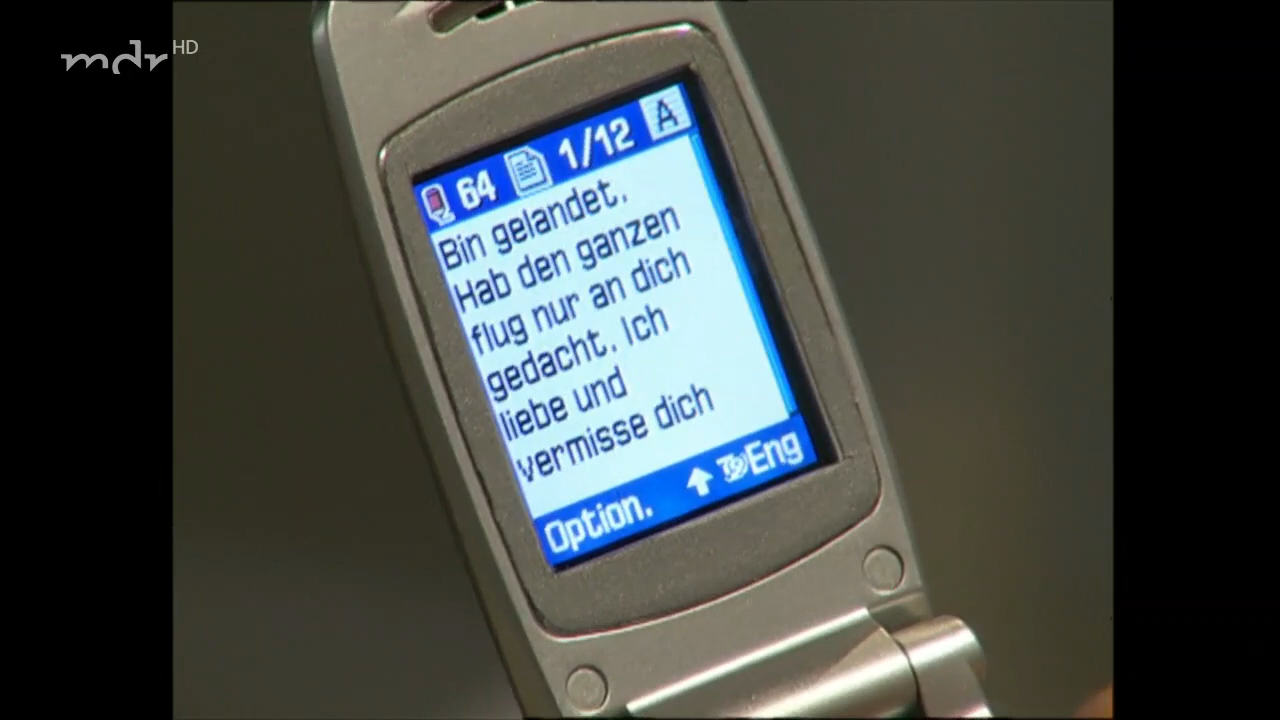 mdr HD
64 1/12 A
Bin gelandet.
Hab den ganzen
flug nur an dich
gedacht. Ich
liebe und
vermisse dich
Option. T9 Eng